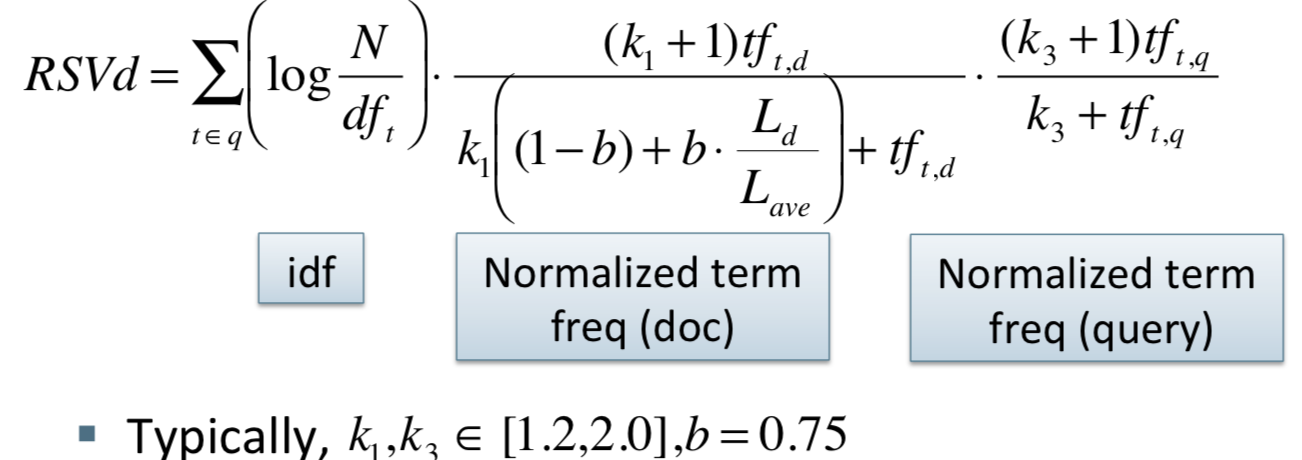 RSVd = ∑_{t∈q} (log N/df_t) · (k_1 + 1)tf_{t,d} / (k_1((1 − b) + b · L_d/L_ave) + tf_{t,d}) · (k_3 + 1)tf_{t,q} / (k_3 + tf_{t,q})
idf
Normalized term
freq (doc)
Normalized term
freq (query)
▪ Typically, k_1,k_3 ∈ [1.2,2.0],b = 0.75